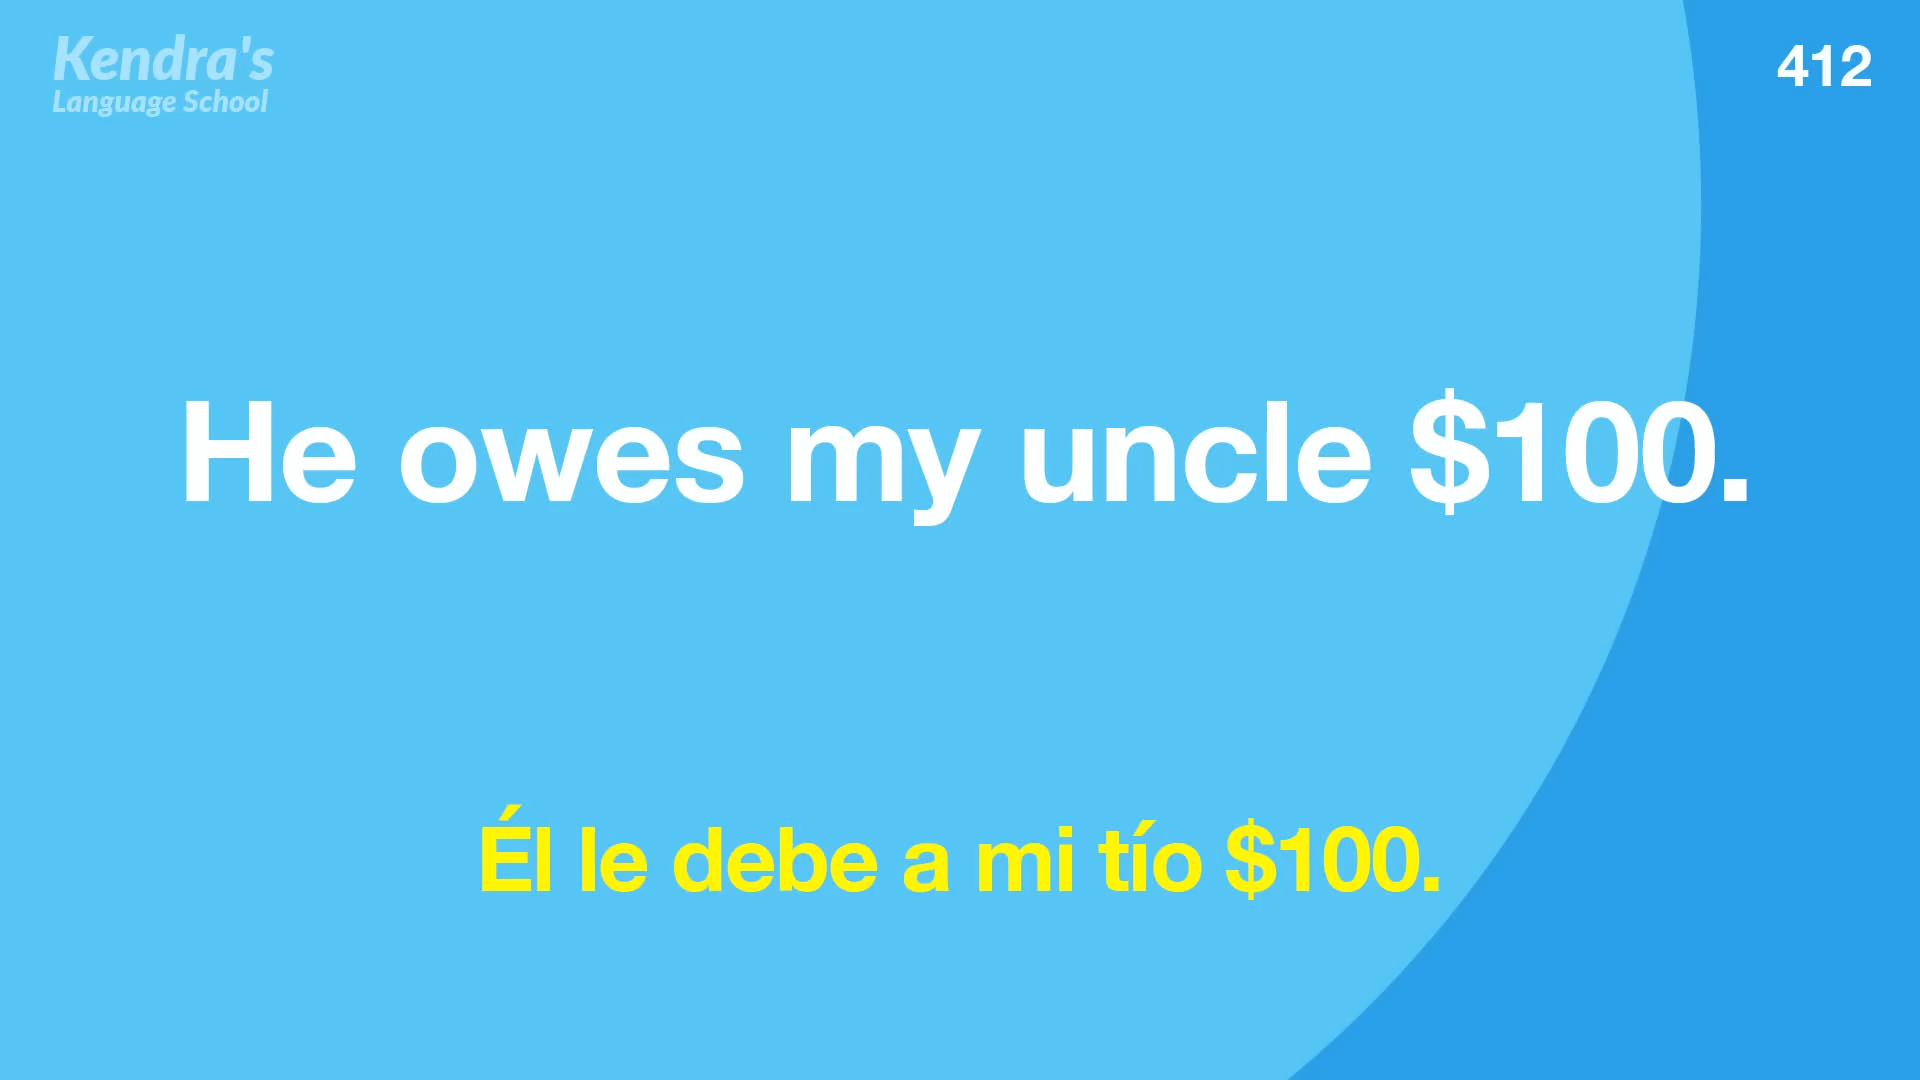 Kendra's
Language School
412
He owes my uncle $100.
Él le debe a mi tío $100.